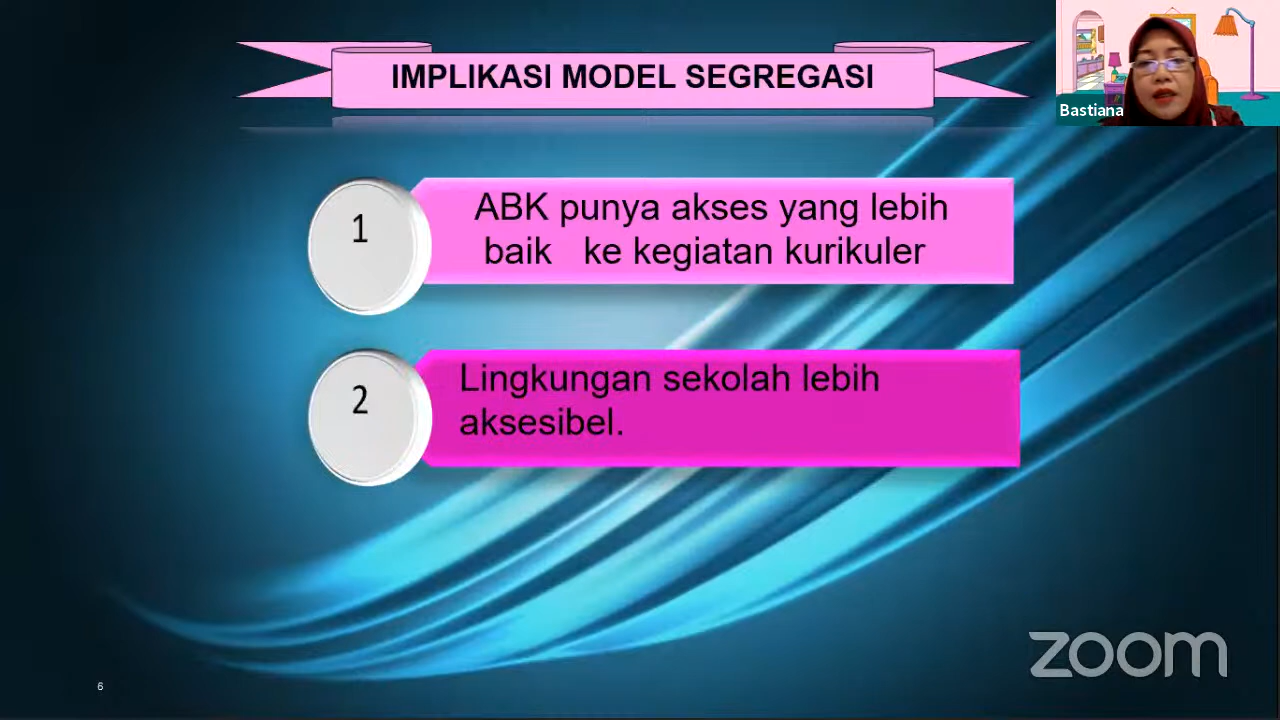 IMPLIKASI MODEL SEGREGASI
Bastiana
1
ABK punya akses yang lebih
baik ke kegiatan kurikuler
2
Lingkungan sekolah lebih
aksesibel.
zoom
6